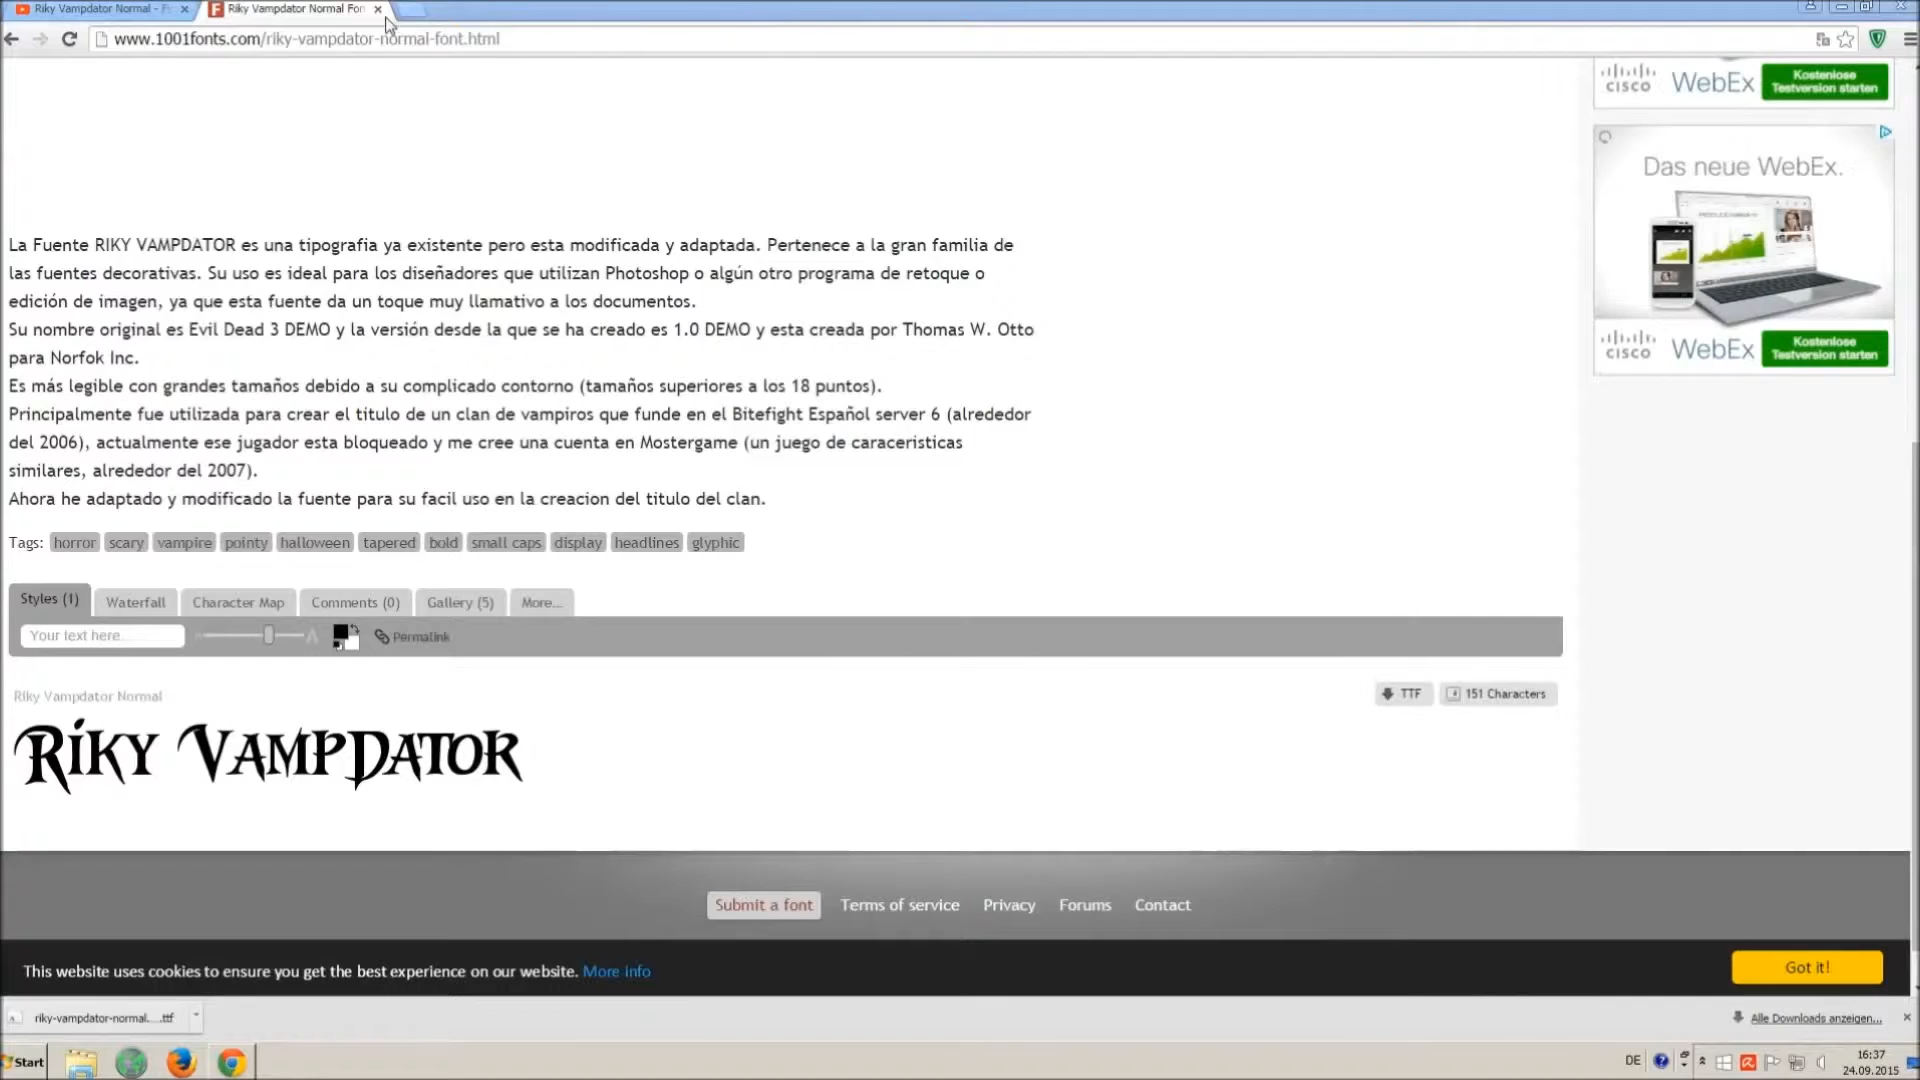 Riky Vampdator Normal -
Riky Vampdator Normal Fon
www.1001fonts.com/riky-vampdator-normal-font.html
CISCO WebEx Kostenlose
Testversion starten
Das neue WebEx.
CISCO WebEx Kostenlose
Testversion starten
La Fuente RIKY VAMPDATOR es una tipografia ya existente pero esta modificada y adaptada. Pertenece a la gran familia de
las fuentes decorativas. Su uso es ideal para los diseñadores que utilizan Photoshop o algún otro programa de retoque o
edición de imagen, ya que esta fuente da un toque muy llamativo a los documentos.
Su nombre original es Evil Dead 3 DEMO y la versión desde la que se ha creado es 1.0 DEMO y esta creada por Thomas W. Otto
para Norfok Inc.
Es más legible con grandes tamaños debido a su complicado contorno (tamaños superiores a los 18 puntos).
Principalmente fue utilizada para crear el titulo de un clan de vampiros que funde en el Bitefight Español server 6 (alrededor
del 2006), actualmente ese jugador esta bloqueado y me cree una cuenta en Mostergame (un juego de caraceristicas
similares, alrededor del 2007).
Ahora he adaptado y modificado la fuente para su facil uso en la creacion del titulo del clan.
Tags: horror scary vampire pointy halloween tapered bold small caps display headlines glyphic
Styles (1) Waterfall Character Map Comments (0) Gallery (5) More...
Your text here... Permalink
Riky Vampdator Normal TTF 151 Characters
Riky VampDator
Submit a font Terms of service Privacy Forums Contact
This website uses cookies to ensure you get the best experience on our website. More info Got it!
riky-vampdator-normal....ttf Alle Downloads anzeigen...
Start DE 16:37
24.09.2015